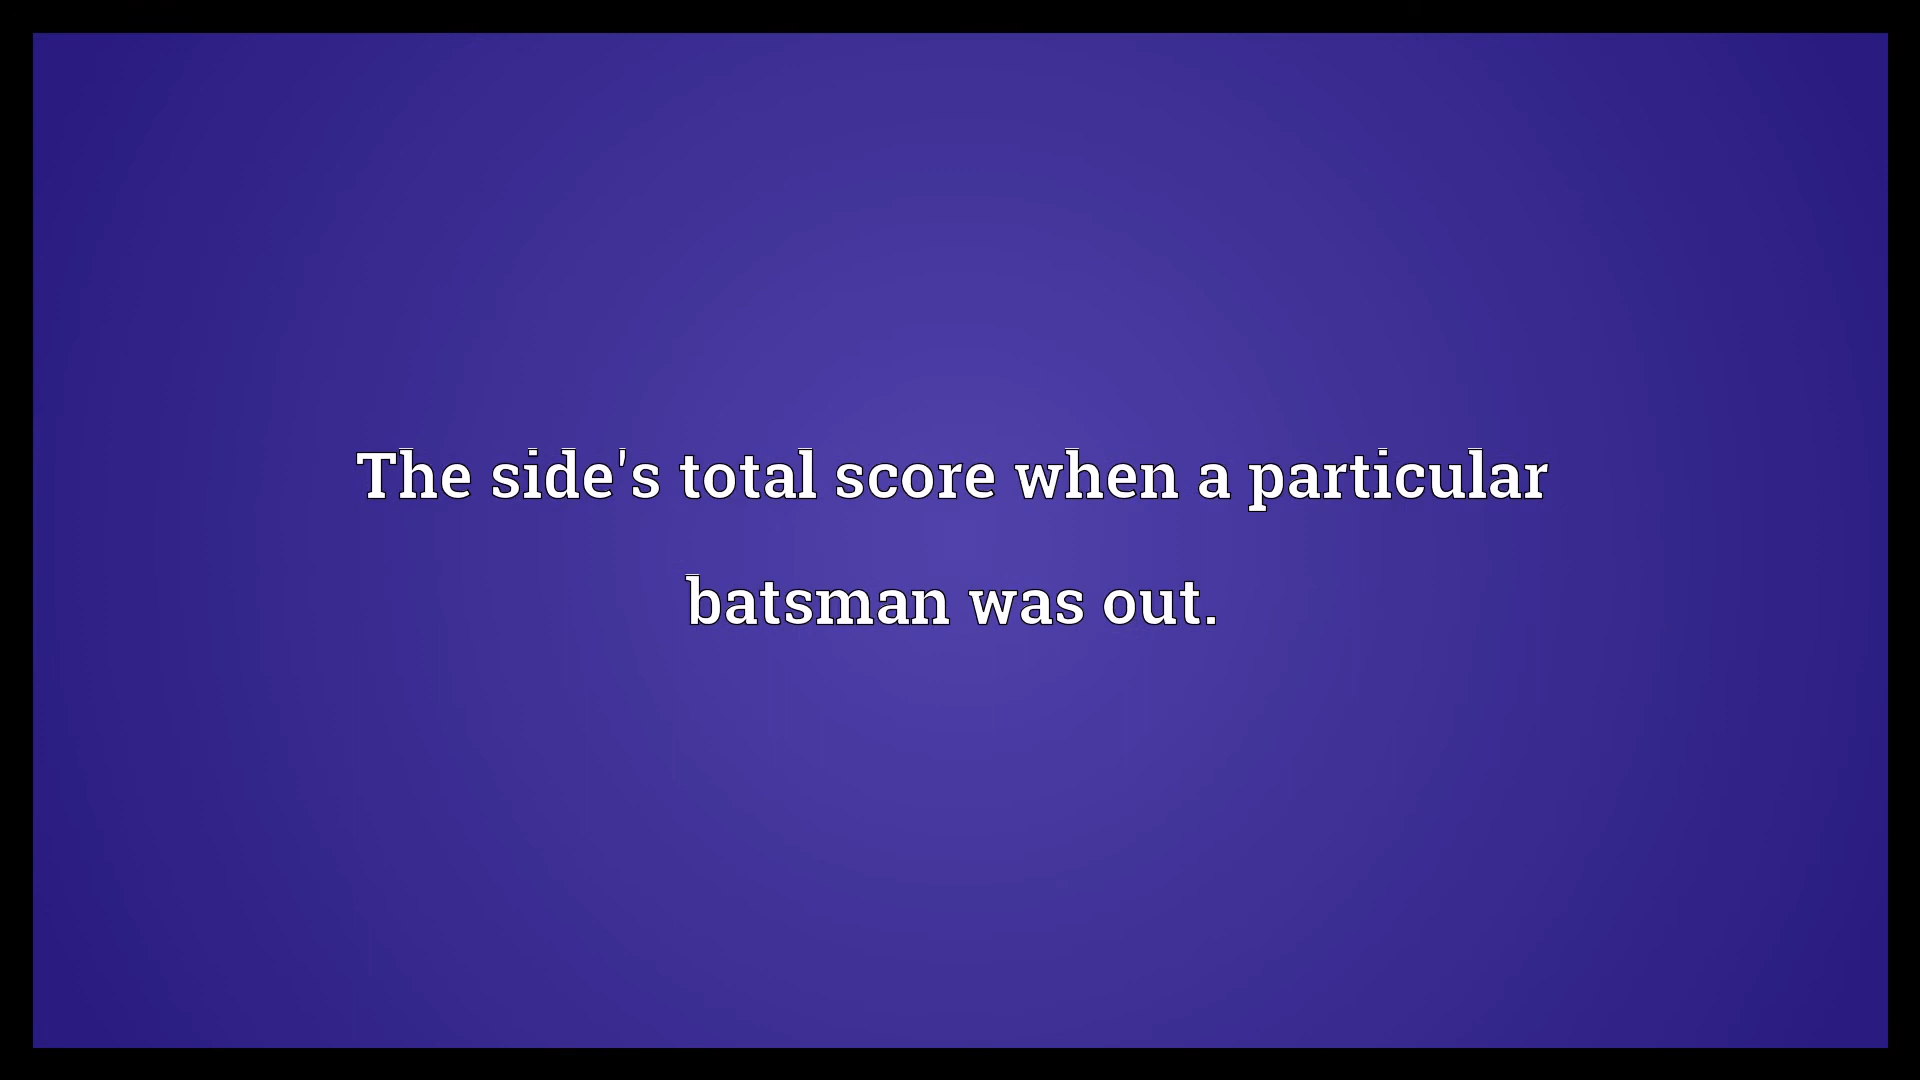 The side's total score when a particular
batsman was out.